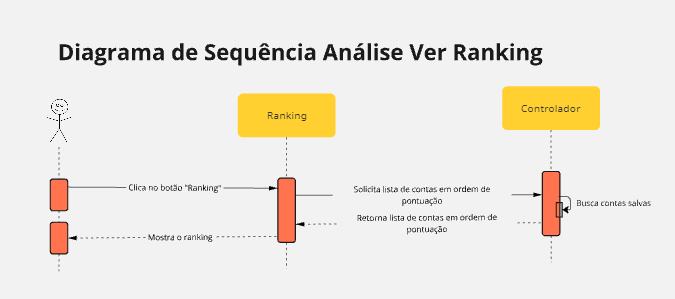 Diagrama de Sequência Análise Ver Ranking
Ranking
Controlador
Clica no botão "Ranking"
Solicita lista de contas em ordem de
pontuação
Busca contas salvas
Retorna lista de contas em ordem de
pontuação
Mostra o ranking